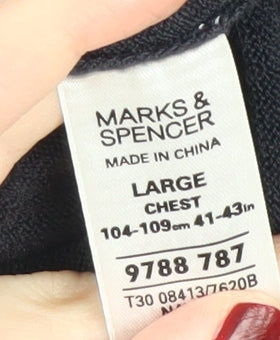 MARKS &
SPENCER
MADE IN CHINA
LARGE
CHEST
104-109cm 41-43in
9788 787
T30 08413/7620B